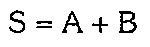 S = A + B